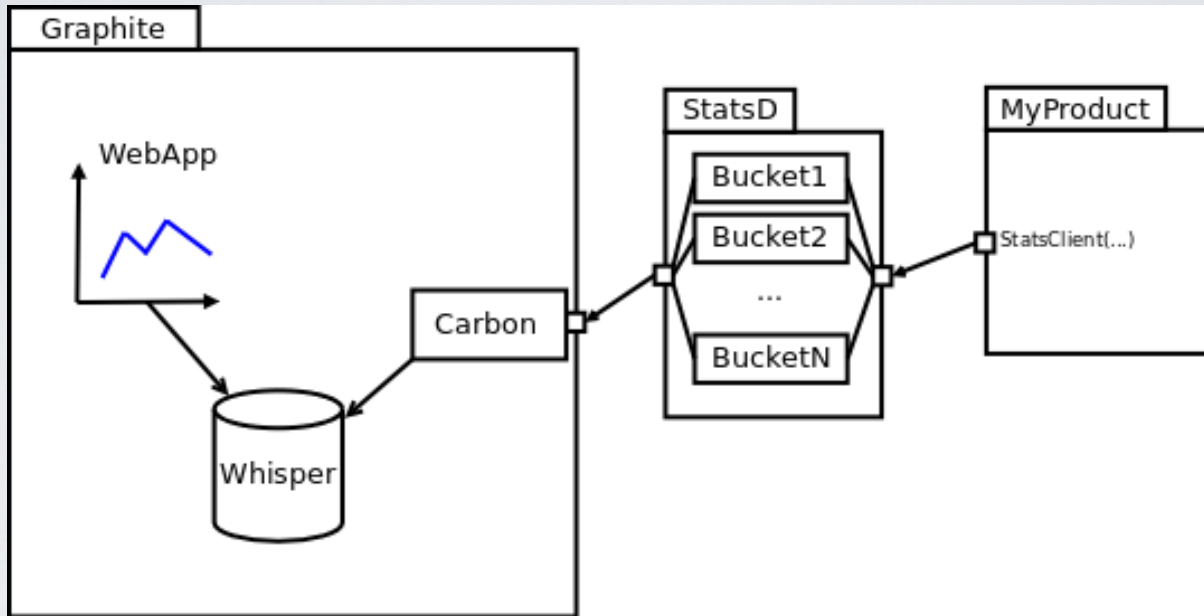 Graphite
WebApp
Carbon
Whisper
StatsD
Bucket1
Bucket2
...
BucketN
MyProduct
StatsClient(...)